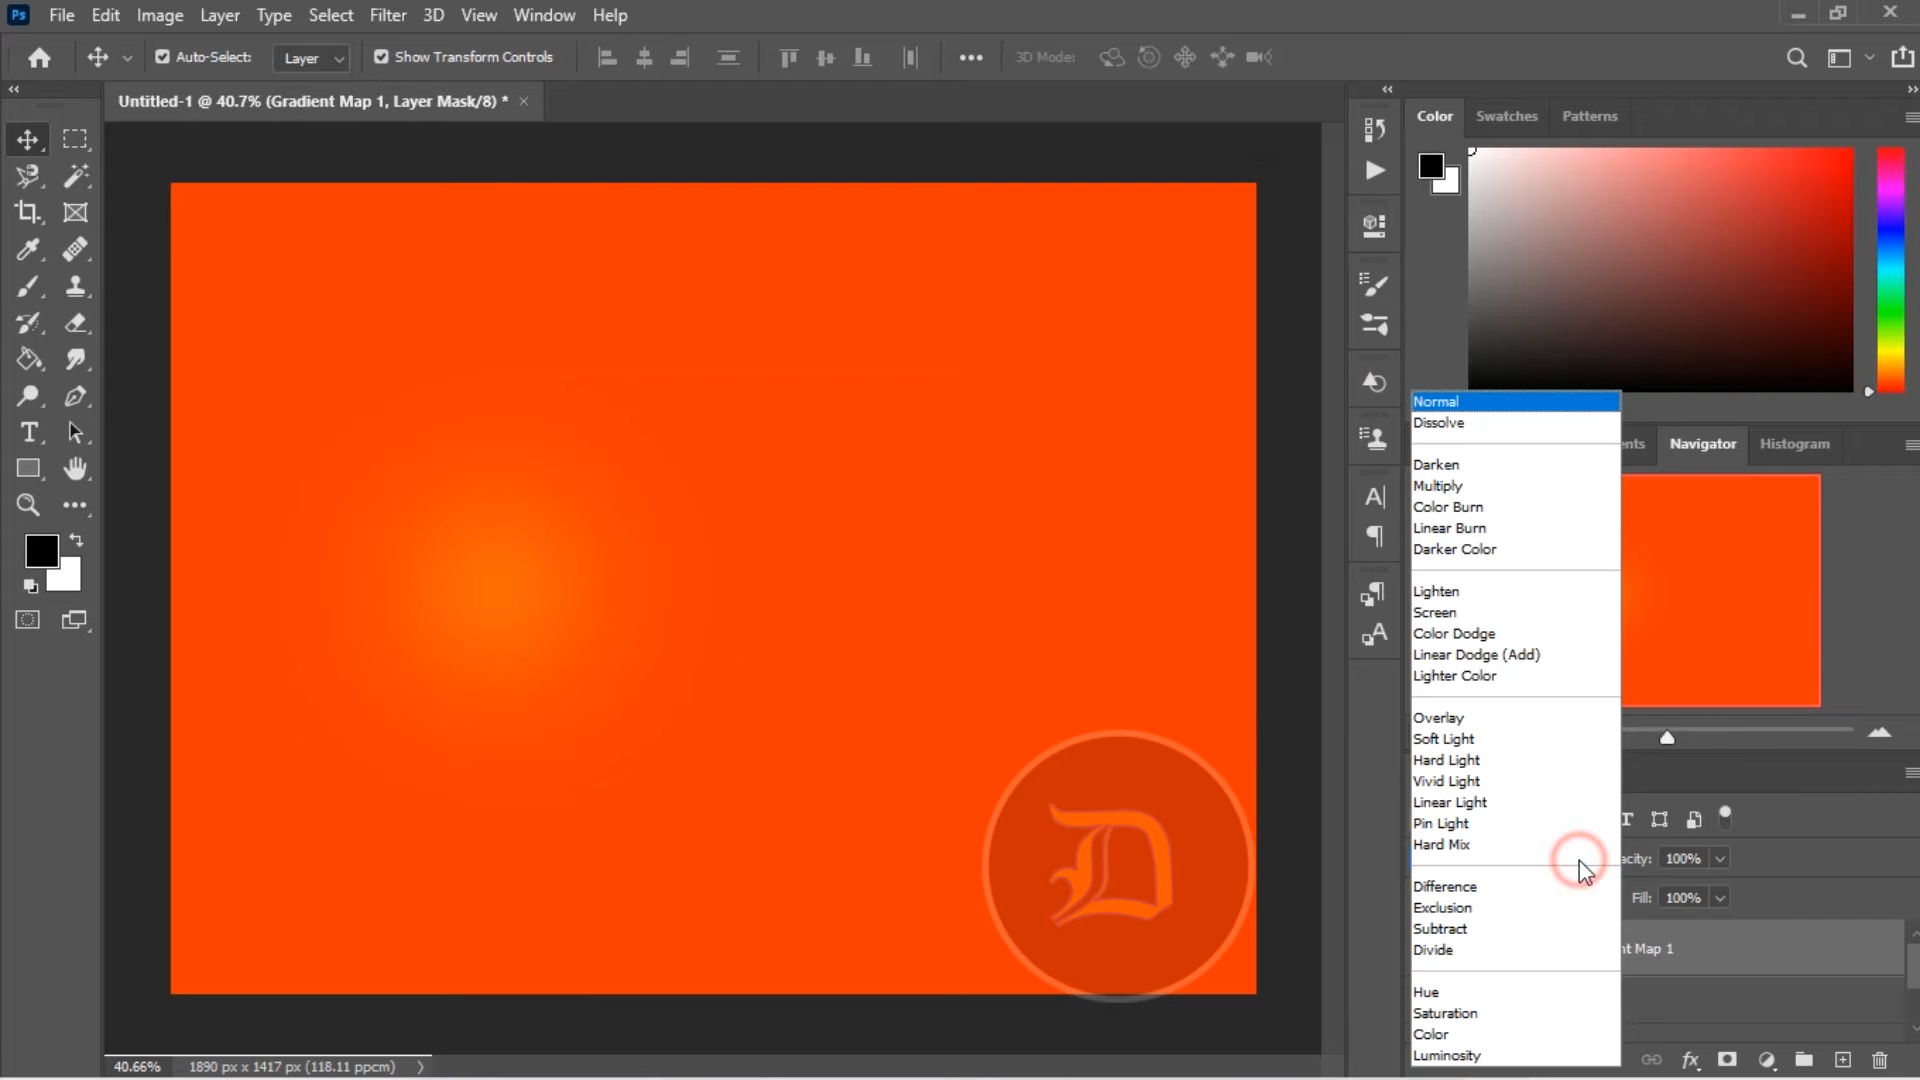 Ps File Edit Image Layer Type Select Filter 3D View Window Help
Auto-Select: Layer Show Transform Controls 3D Mode:
Untitled-1 @ 40.7% (Gradient Map 1, Layer Mask/8) *
Color Swatches Patterns
Normal
Dissolve
Navigator Histogram
Darken
Multiply
Color Burn
Linear Burn
Darker Color
Lighten
Screen
Color Dodge
Linear Dodge (Add)
Lighter Color
Overlay
Soft Light
Hard Light
Vivid Light
Linear Light
Pin Light
Hard Mix
acity: 100%
Difference
Fill: 100%
Exclusion
Subtract
Divide
nt Map 1
Hue
Saturation
Color
Luminosity
D
40.66% 1890 px x 1417 px (118.11 ppcm)
fx